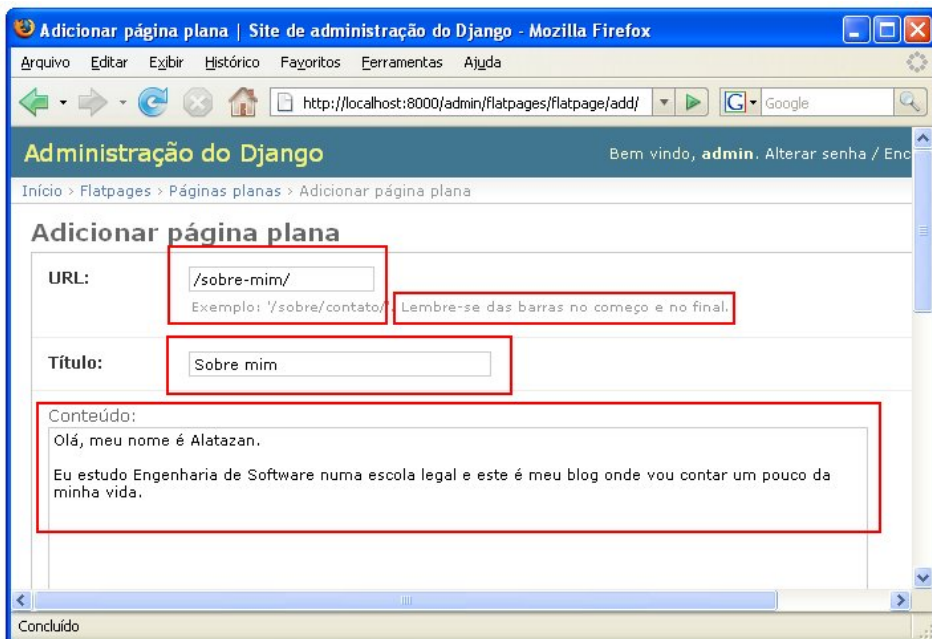 Adicionar página plana | Site de administração do Django - Mozilla Firefox
Arquivo Editar Exibir Histórico Favoritos Ferramentas Ajuda
http://localhost:8000/admin/flatpages/flatpage/add/ G Google
Administração do Django Bem vindo, admin. Alterar senha / Enc
Início › Flatpages › Páginas planas › Adicionar página plana
Adicionar página plana
URL: /sobre-mim/
Exemplo: '/sobre/contato/'. Lembre-se das barras no começo e no final.
Título: Sobre mim
Conteúdo:
Olá, meu nome é Alatazan.
Eu estudo Engenharia de Software numa escola legal e este é meu blog onde vou contar um pouco da
minha vida.
Concluído